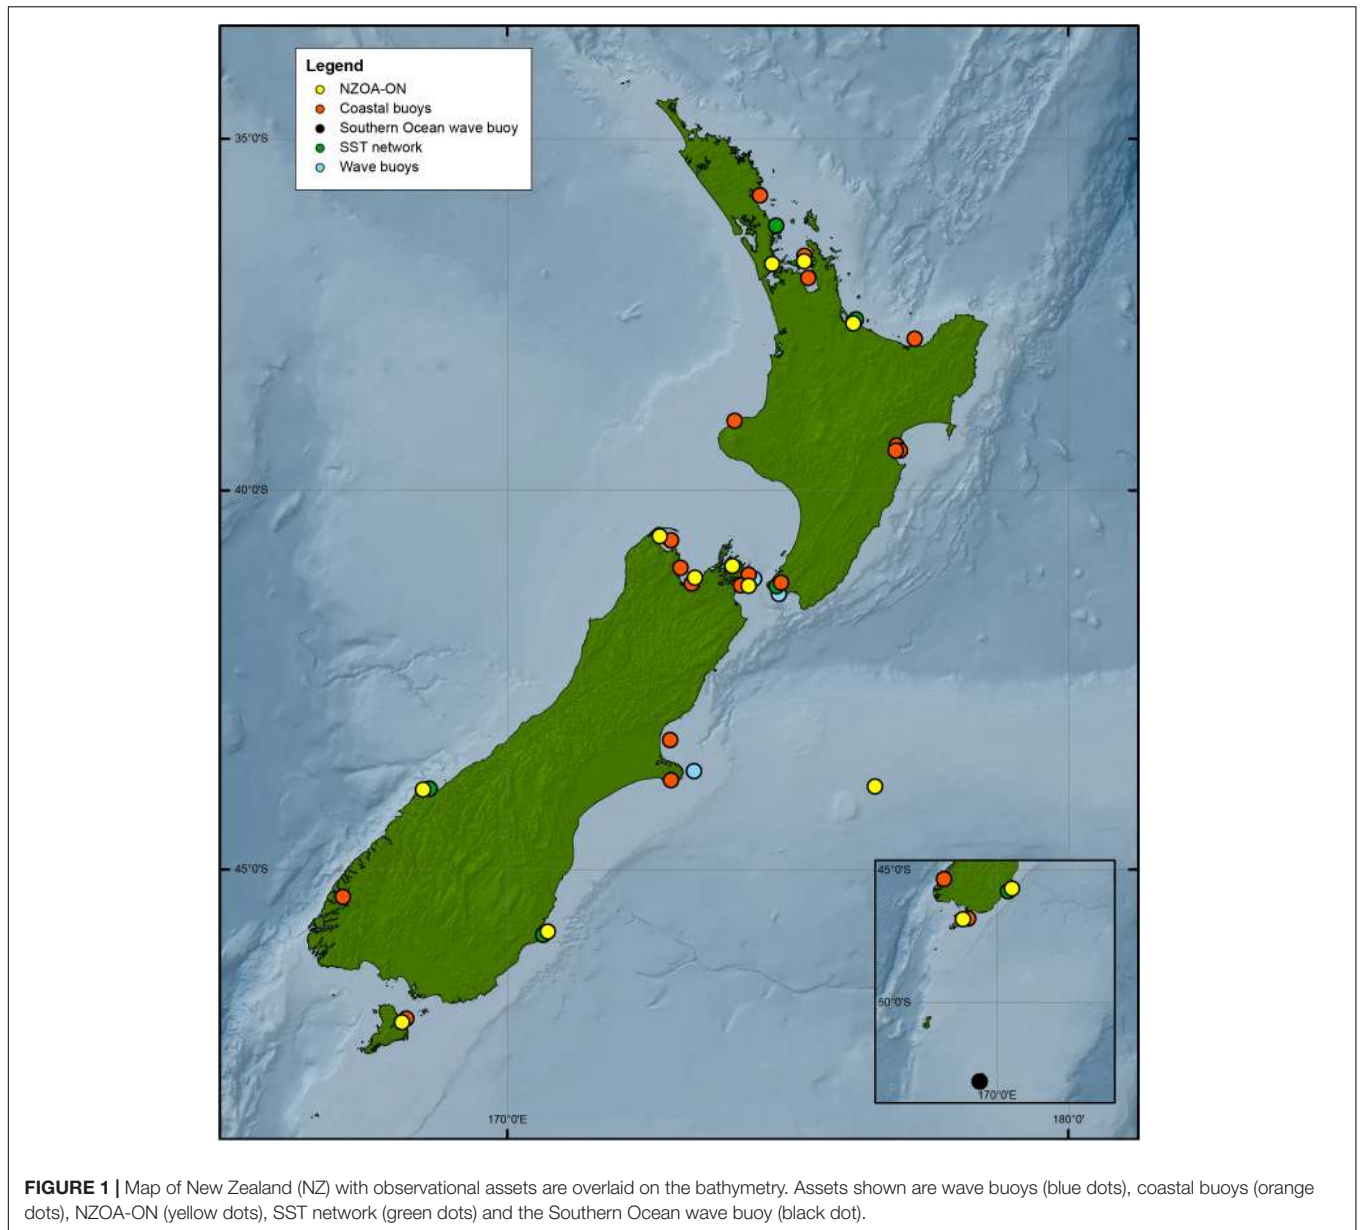 Legend
NZOA-ON
Coastal buoys
Southern Ocean wave buoy
SST network
Wave buoys
35°0'S
40°0'S
45°0'S
45°0'S
50°0'S
170°0'E
170°0'E
180°0'
FIGURE 1 | Map of New Zealand (NZ) with observational assets are overlaid on the bathymetry. Assets shown are wave buoys (blue dots), coastal buoys (orange
dots), NZOA-ON (yellow dots), SST network (green dots) and the Southern Ocean wave buoy (black dot).